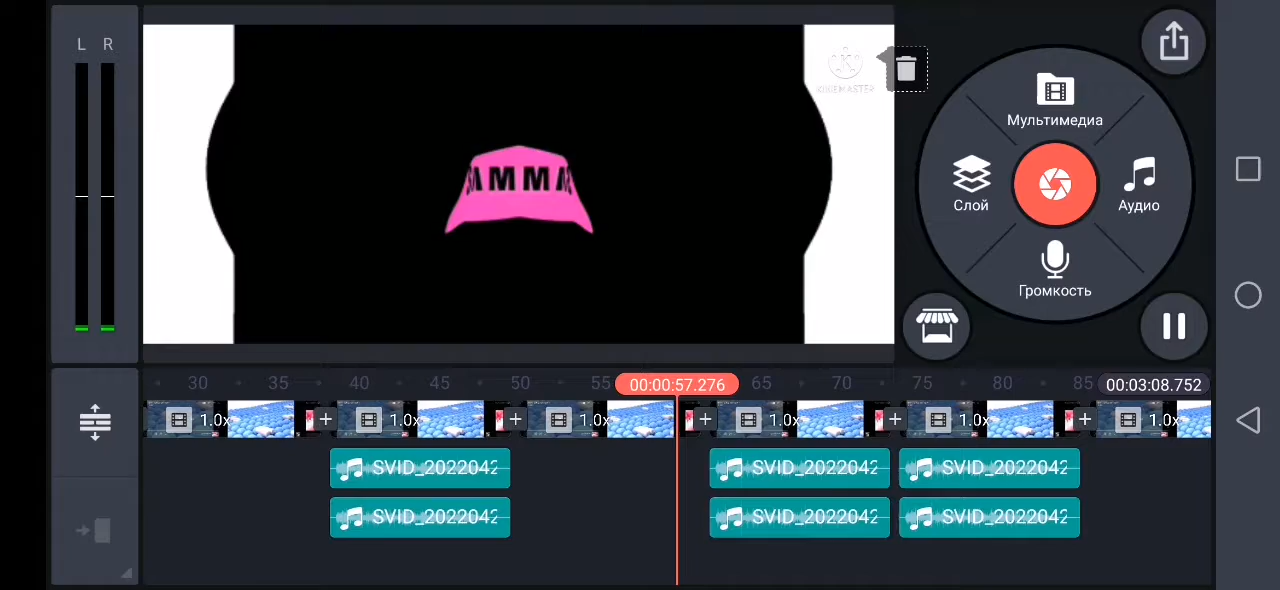 L R
KINEMASTER
AMMA
Мультимедиа
Слой
Аудио
Громкость
30 35 40 45 50 55 00:00:57.276 65 70 75 80 85 00:03:08.752
1.0x + 1.0x + 1.0x + 1.0x + 1.0x + 1.0x
SVID_2022042 SVID_2022042 SVID_2022042
SVID_2022042 SVID_2022042 SVID_2022042